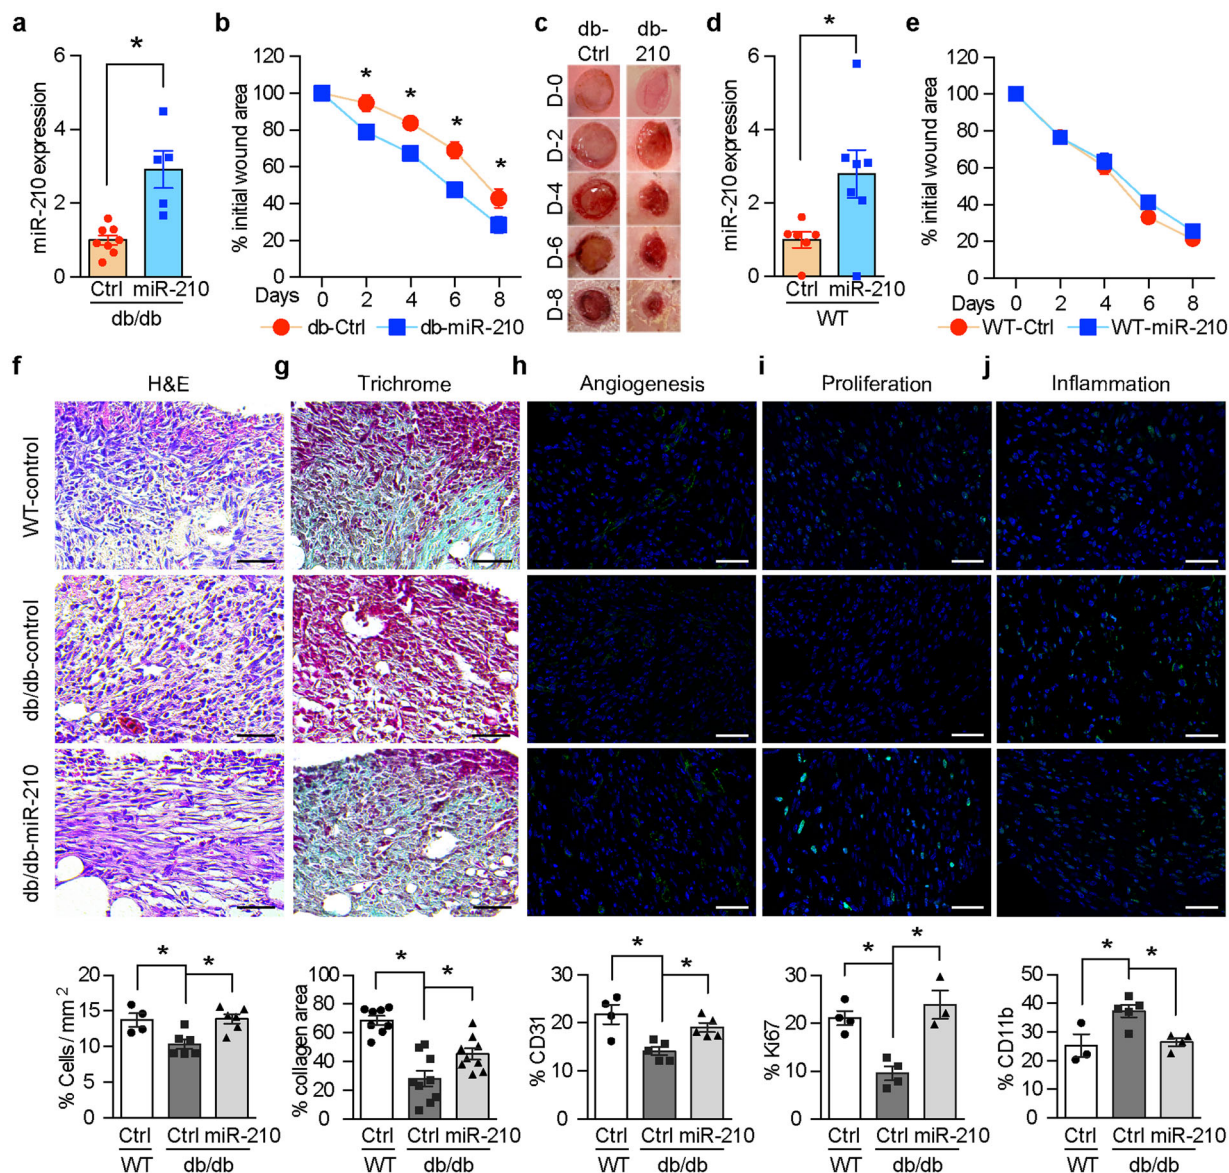 a
miR-210 expression
6
4
2
0
*
Ctrl miR-210
db/db
b
% initial wound area
120
100
80
60
40
20
0
* * * *
Days 0 2 4 6 8
db-Ctrl db-miR-210
c
db-Ctrl
db-210
D-0
D-2
D-4
D-6
D-8
d
miR-210 expression
6
4
2
0
*
Ctrl miR-210
WT
e
% initial wound area
120
100
80
60
40
20
0
Days 0 2 4 6 8
WT-Ctrl WT-miR-210
f
H&E
g
Trichrome
h
Angiogenesis
i
Proliferation
j
Inflammation
WT-control
db/db-control
db/db-miR-210
% Cells / mm 2
20
15
10
5
0
* *
Ctrl Ctrl miR-210
WT db/db
% collagen area
100
80
60
40
20
0
* *
Ctrl Ctrl miR-210
WT db/db
% CD31
30
20
10
0
* *
Ctrl Ctrl miR-210
WT db/db
% Ki67
30
20
10
0
* *
Ctrl Ctrl miR-210
WT db/db
% CD11b
50
40
30
20
10
0
* *
Ctrl Ctrl miR-210
WT db/db